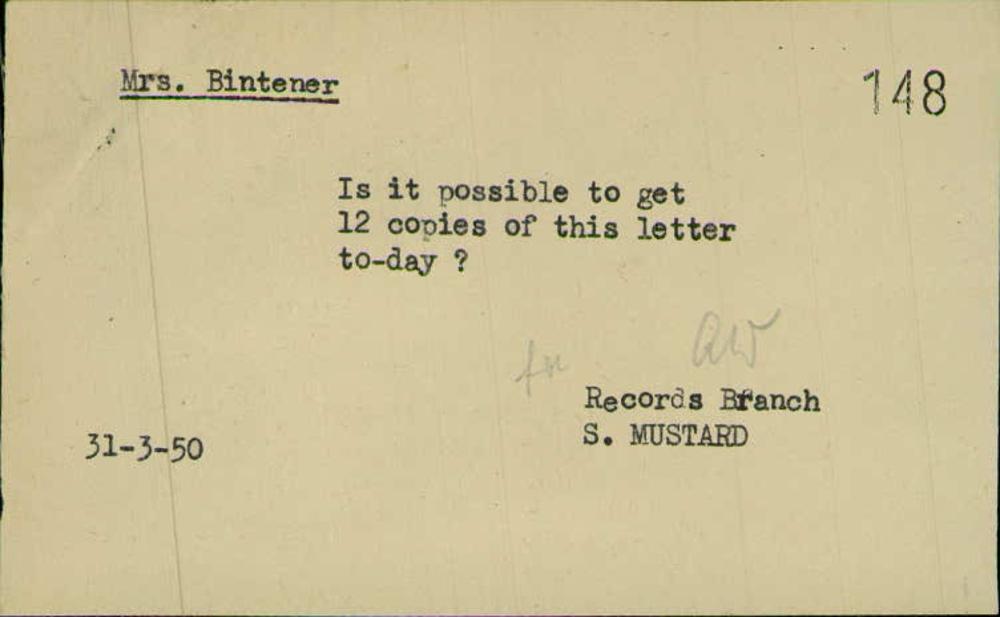 Mrs. Bintener
148
Is it possible to get
12 copies of this letter
to-day ?
AW
Records Branch
S. MUSTARD
31-3-50